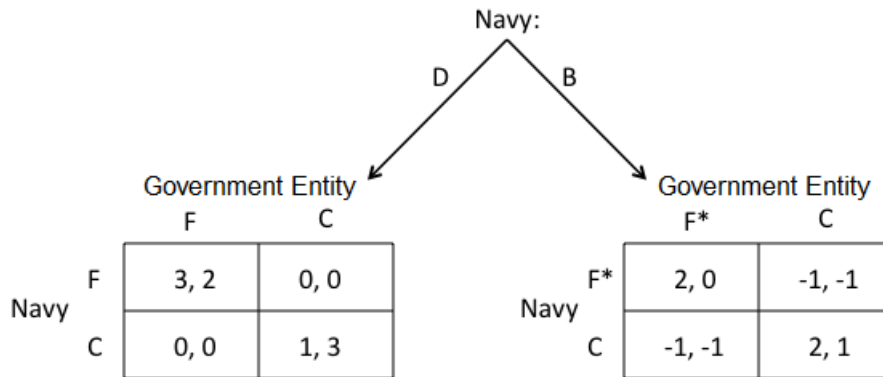 Navy:
D B
Government Entity Government Entity
F C F* C
F 3, 2 0, 0 F* 2, 0 -1, -1
Navy Navy
C 0, 0 1, 3 C -1, -1 2, 1